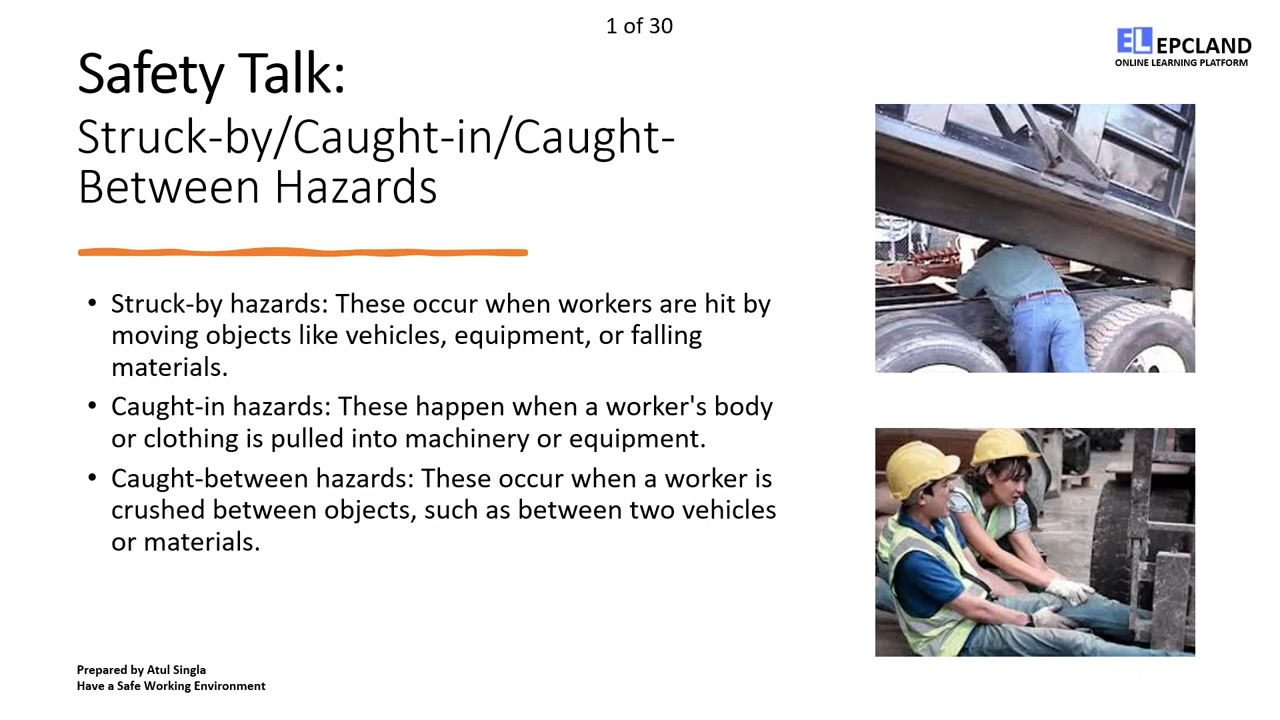 1 of 30
EL EPCLAND
ONLINE LEARNING PLATFORM
Safety Talk:
Struck-by/Caught-in/Caught-
Between Hazards
• Struck-by hazards: These occur when workers are hit by
moving objects like vehicles, equipment, or falling
materials.
• Caught-in hazards: These happen when a worker's body
or clothing is pulled into machinery or equipment.
• Caught-between hazards: These occur when a worker is
crushed between objects, such as between two vehicles
or materials.
Prepared by Atul Singla
Have a Safe Working Environment